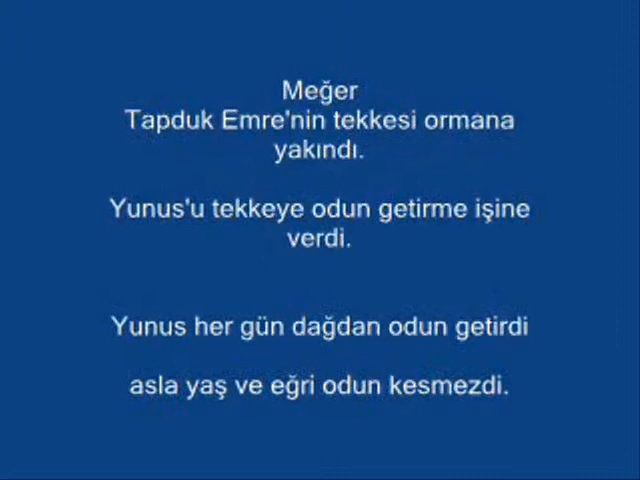 Meğer
Tapduk Emre'nin tekkesi ormana
yakındı.
Yunus'u tekkeye odun getirme işine
verdi.
Yunus her gün dağdan odun getirdi
asla yaş ve eğri odun kesmezdi.